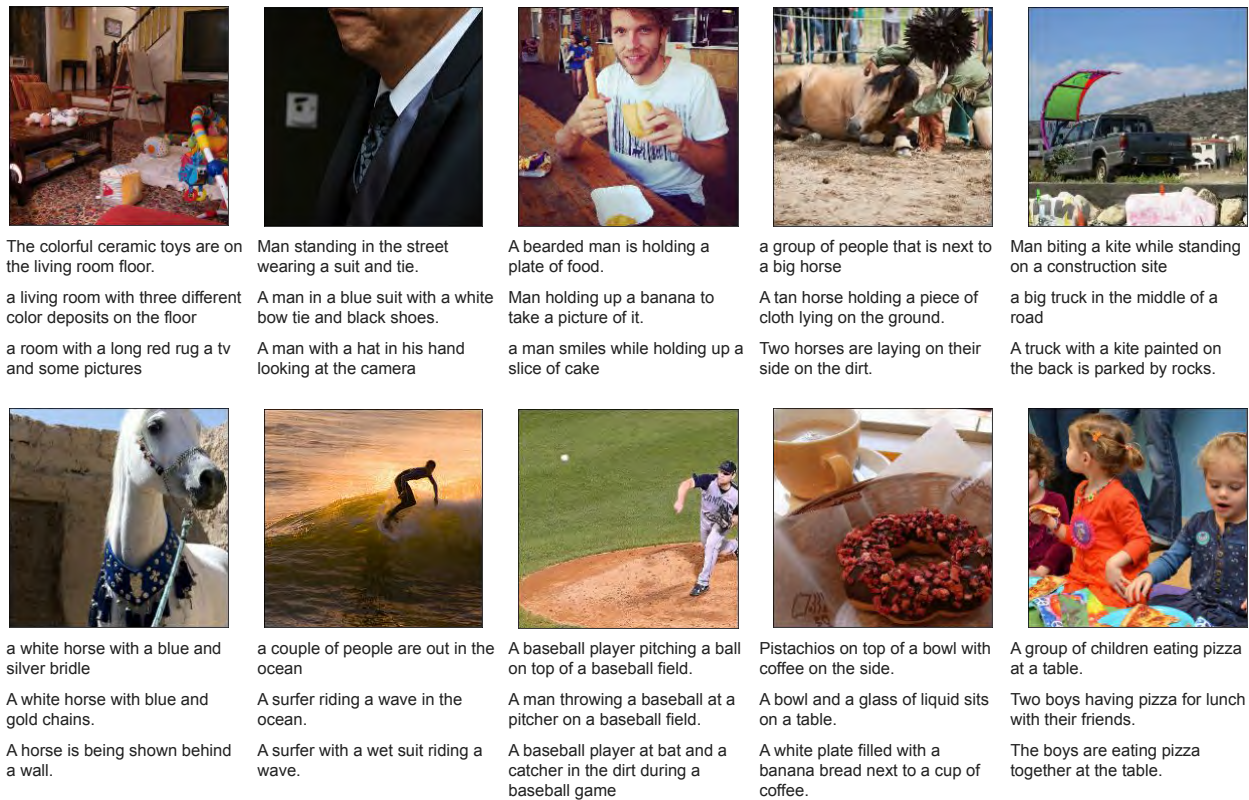 The colorful ceramic toys are on
the living room floor.
a living room with three different
color deposits on the floor
a room with a long red rug a tv
and some pictures
Man standing in the street
wearing a suit and tie.
A man in a blue suit with a white
bow tie and black shoes.
A man with a hat in his hand
looking at the camera
A bearded man is holding a
plate of food.
Man holding up a banana to
take a picture of it.
a man smiles while holding up a
slice of cake
a group of people that is next to
a big horse
A tan horse holding a piece of
cloth lying on the ground.
Two horses are laying on their
side on the dirt.
Man biting a kite while standing
on a construction site
a big truck in the middle of a
road
A truck with a kite painted on
the back is parked by rocks.
a white horse with a blue and
silver bridle
A white horse with blue and
gold chains.
A horse is being shown behind
a wall.
a couple of people are out in the
ocean
A surfer riding a wave in the
ocean.
A surfer with a wet suit riding a
wave.
A baseball player pitching a ball
on top of a baseball field.
A man throwing a baseball at a
pitcher on a baseball field.
A baseball player at bat and a
catcher in the dirt during a
baseball game
Pistachios on top of a bowl with
coffee on the side.
A bowl and a glass of liquid sits
on a table.
A white plate filled with a
banana bread next to a cup of
coffee.
A group of children eating pizza
at a table.
Two boys having pizza for lunch
with their friends.
The boys are eating pizza
together at the table.